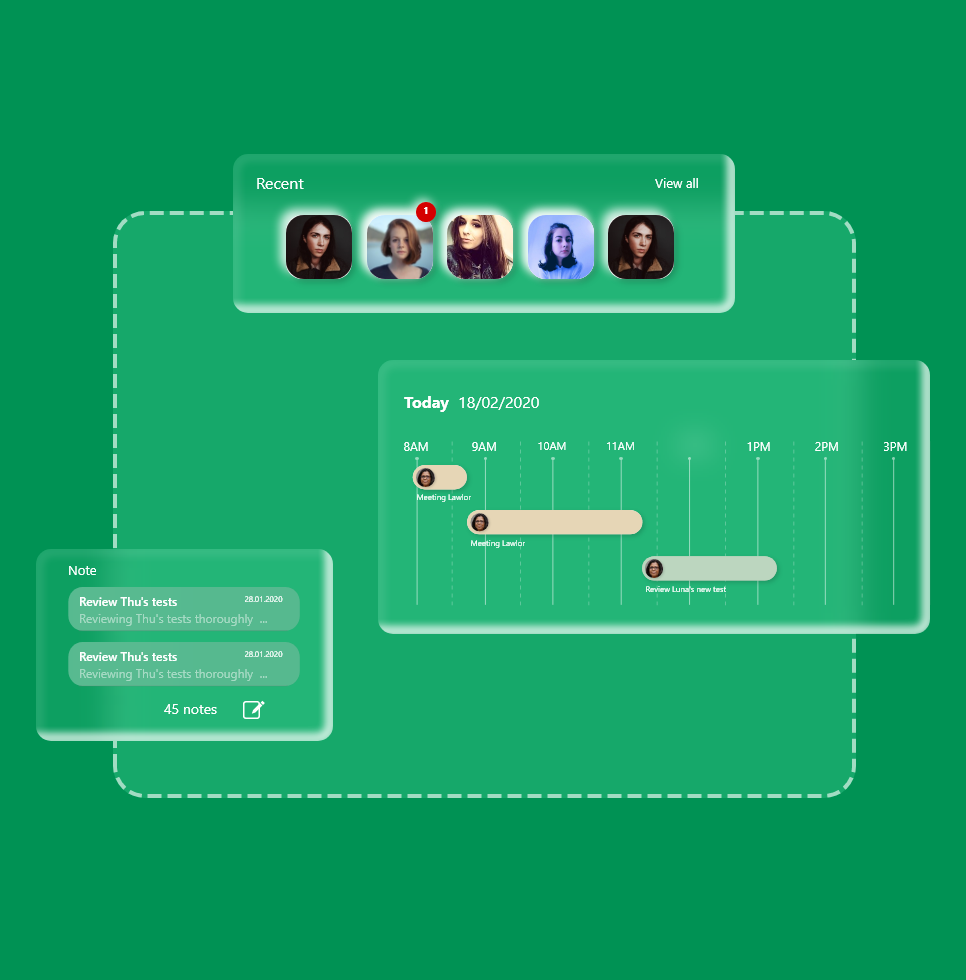 Recent
View all
1
Today 18/02/2020
8AM 9AM 10AM 11AM 1PM 2PM 3PM
Meeting Lawlor
Meeting Lawlor
Review Luna's new test
Note
Review Thu's tests 28.01.2020
Reviewing Thu's tests thoroughly ...
Review Thu's tests 28.01.2020
Reviewing Thu's tests thoroughly ...
45 notes